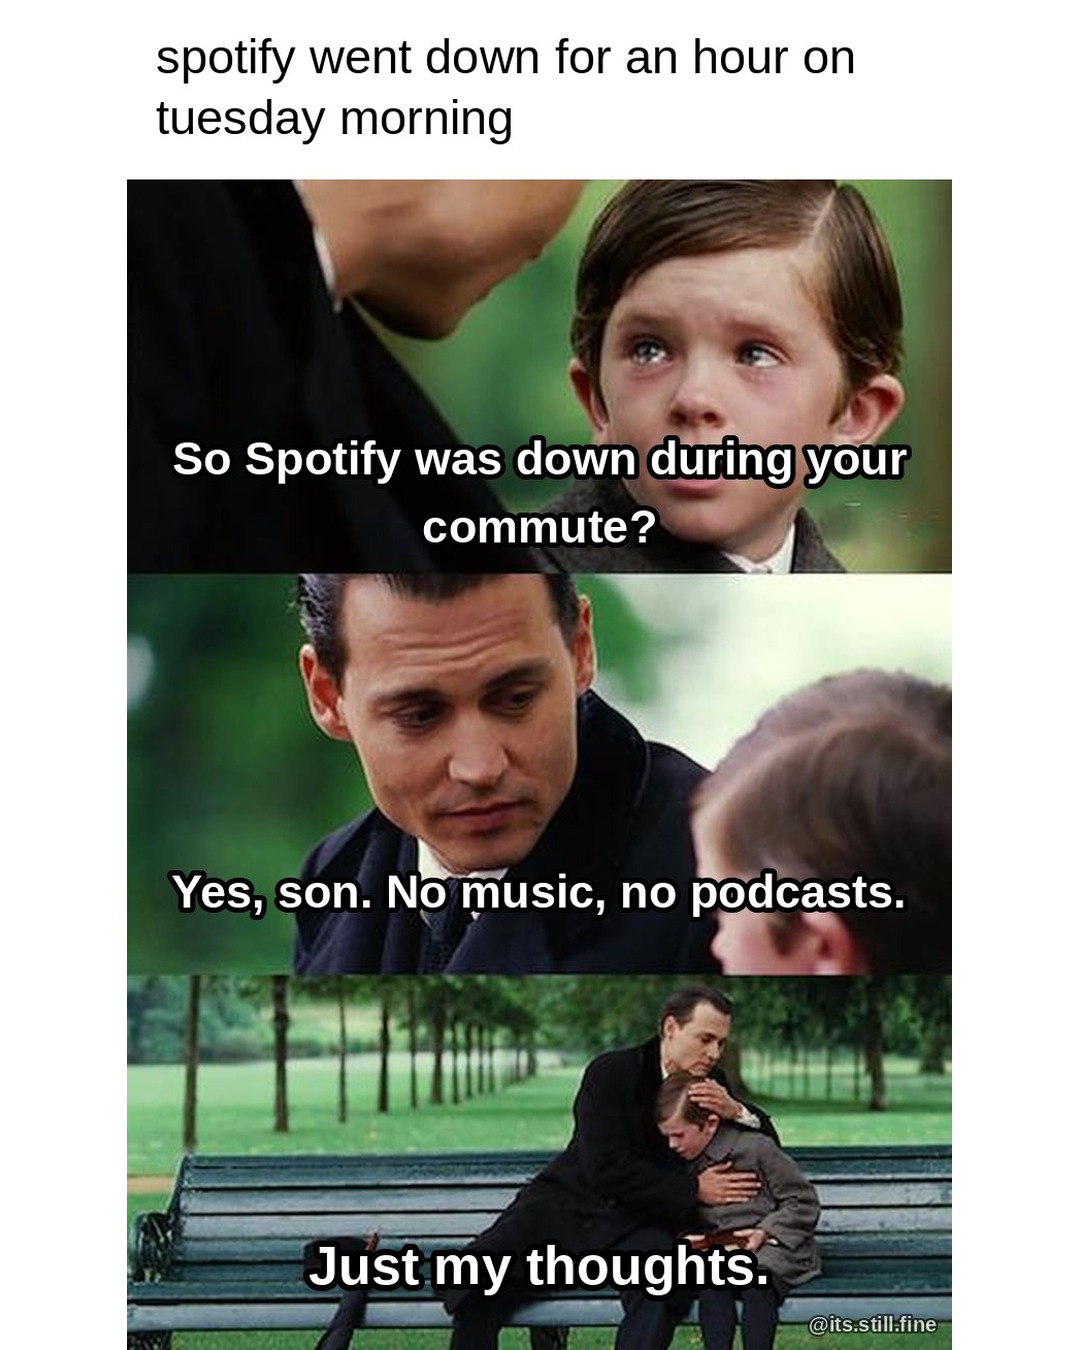 spotify went down for an hour on
tuesday morning
So Spotify was down during your
commute?
Yes, son. No music, no podcasts.
Just my thoughts.
@its.still.fine